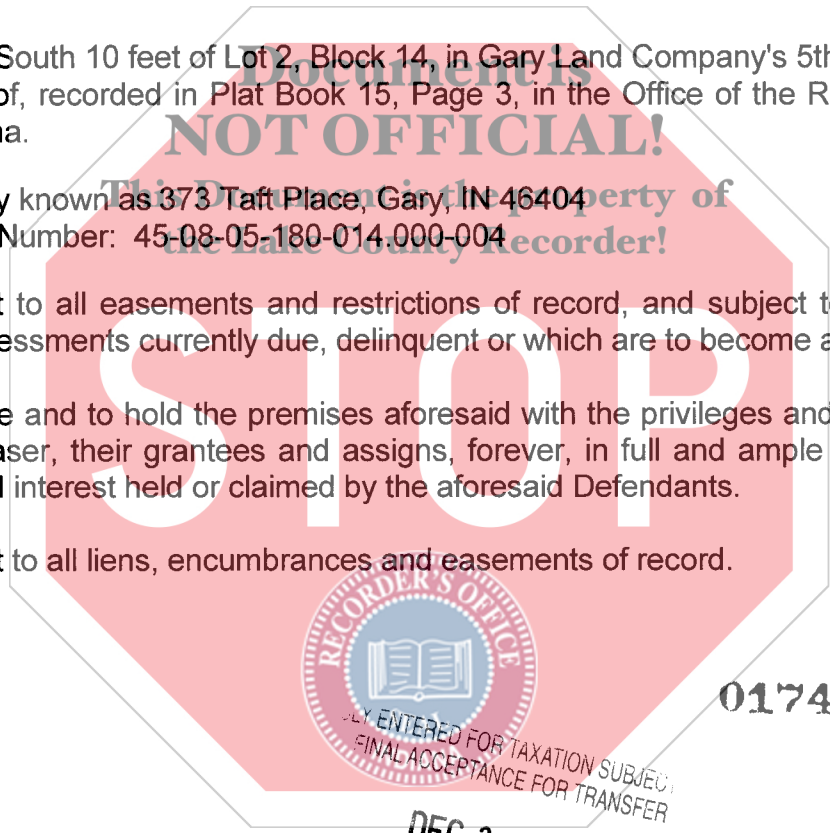 South 10 feet of Lot 2, Block 14, in Gary Land Company's 5th
Document is
of, recorded in Plat Book 15, Page 3, in the Office of the R
NOT OFFICIAL!
na.
This Document is the property of
y known as 373 Taft Place, Gary, IN 46404
the Lake County Recorder!
Number: 45-08-05-180-014.000-004
t to all easements and restrictions of record, and subject to
essments currently due, delinquent or which are to become a
STOP
e and to hold the premises aforesaid with the privileges and
aser, their grantees and assigns, forever, in full and ample
interest held or claimed by the aforesaid Defendants.
t to all liens, encumbrances and easements of record.
RECORDER'S OFFICE
SEAL
0174
LY ENTERED FOR TAXATION SUBJEC
FINAL ACCEPTANCE FOR TRANSFER
DEC